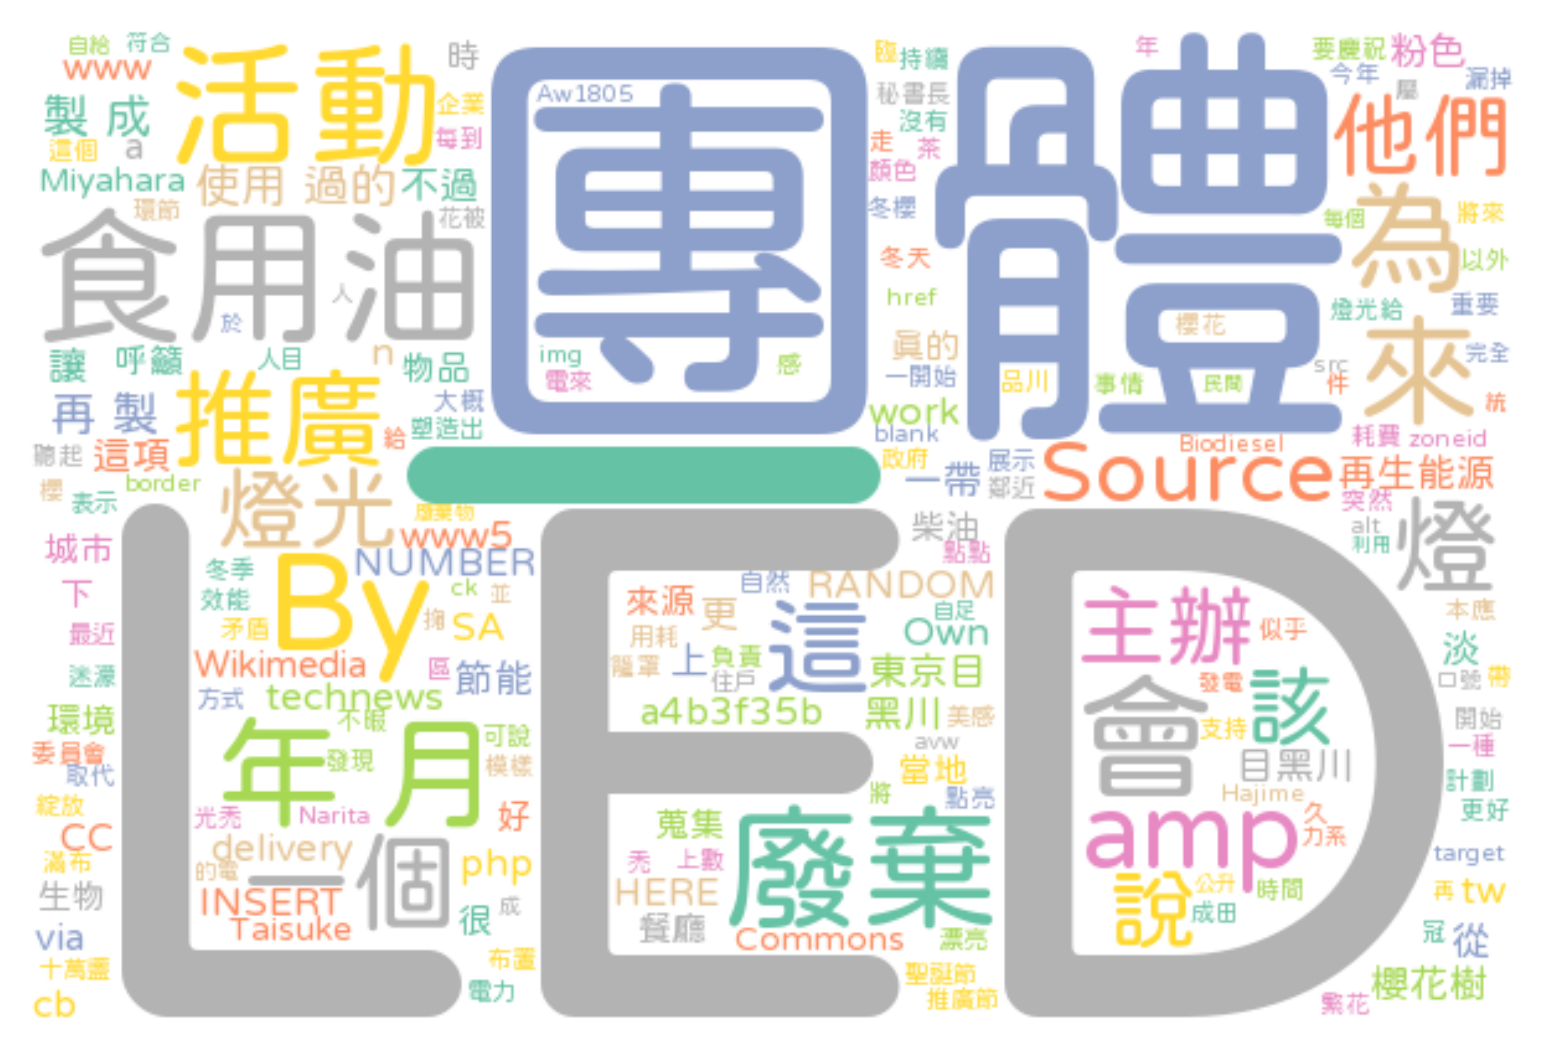 自給
符合
www
活動
時
Aw1805
團體
持續
秘書長
沒有
走
茶
顏色
冬櫻
年
要慶祝
粉色
今年
漏掉
屬
他們
製 成
企業
每到
這個
a
Miyahara
使用 過的
不過
環節
花被
食用油
人
於
為
每個
將來
以外
冬天
href
燈光給
重要
櫻花
來
完全
讓
呼籲
人目
n
物品
img
電來
感
真的
一開始
品川
事情
民間
src
件
統
再 製
推廣
大概
塑造出
給
work
blank
政府
耗費
zoneid
聽起
這項
border
櫻
表示
燈光
一
廢棄物
www5
一帶
展示
鄰近
Biodiesel
Source
再生能源
突然
alt
利用
燈
城市
下
最近
迷濛
環境
委員會
取代
綻放
CC
滿布
生物
via
十萬盞
cb
LED
冬季
效能
矛盾
By
NUMBER
ck
並
SA
Wikimedia
區
節能
方式
technews
不暇
年 月
發現
可說
模樣
光禿
Narita
好
delivery
的電
一個
php
INSERT
Taisuke
很
成
布置
電力
柴油
點點
來源
自然
RANDOM
更
用耗
籠罩
上
負責
住戶
這
自足
Own
東京目
a4b3f35b
黑川
美感
avw
當地
將
點亮
蒐集
禿
上數
HERE
餐廳
廢棄
Commons
漂亮
聖誕節
推廣節
主辦
似乎
發電
該
會
支持
目黑川
Hajime
amp
久
力系
說
公升
成田
時間
本應
淡
口號
帶
開始
一種
計劃
更好
target
再
tw
冠
從
櫻花樹
繁花